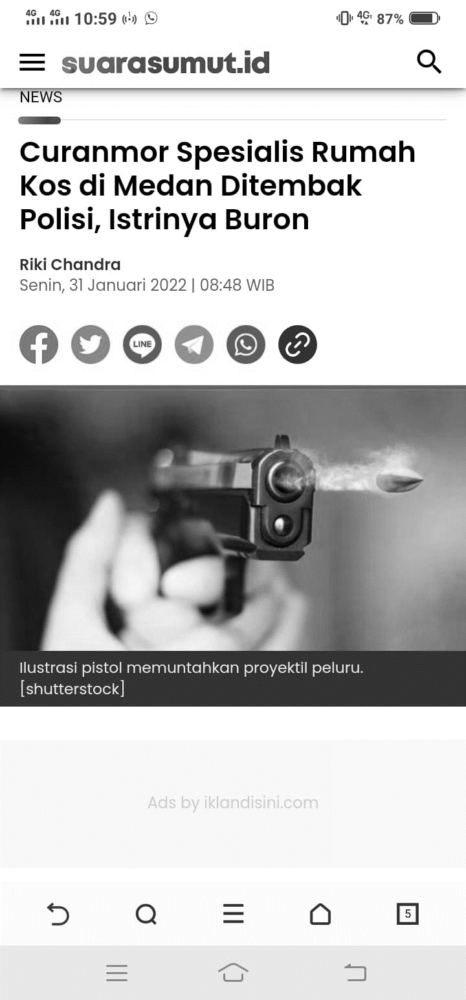 4G 4G 10:59 4G 87%
suarasumut.id
NEWS
Curanmor Spesialis Rumah
Kos di Medan Ditembak
Polisi, Istrinya Buron
Riki Chandra
Senin, 31 Januari 2022 | 08:48 WIB
LINE
Ilustrasi pistol memuntahkan proyektil peluru.
[shutterstock]
Ads by iklandisini.com
5